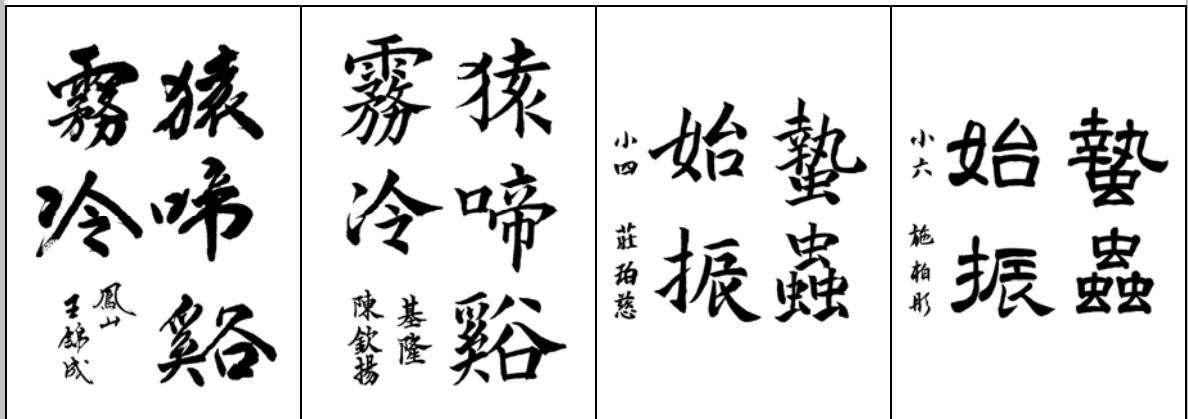 猿啼谿
霧冷
鳳山
王錦成
猿啼谿
霧冷
基隆
陳欽揚
蟄蟲
始振
小四 莊珀慈
蟄蟲
始振
小六 施柏彤